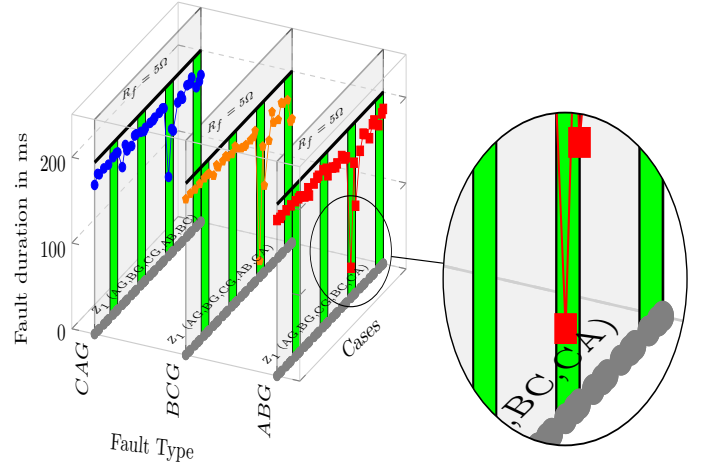 Rf = 5Ω
Rf = 5Ω
Rf = 5Ω
200
100
0
Fault duration in ms
Z1 (AG,BG,CG,AB,BC)
Z1 (AG,BG,CG,AB,CA)
Z1 (AG,BG,CG,BC,CA)
,BC,CA)
CAG
BCG
ABG
Cases
Fault Type